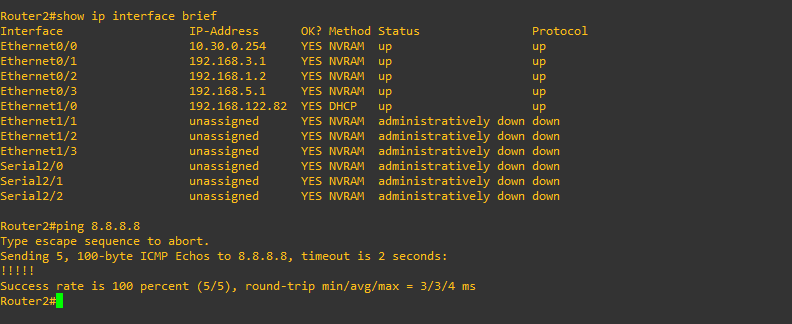 Router2#show ip interface brief
Interface IP-Address OK? Method Status Protocol
Ethernet0/0 10.30.0.254 YES NVRAM up up
Ethernet0/1 192.168.3.1 YES NVRAM up up
Ethernet0/2 192.168.1.2 YES NVRAM up up
Ethernet0/3 192.168.5.1 YES NVRAM up up
Ethernet1/0 192.168.122.82 YES DHCP up up
Ethernet1/1 unassigned YES NVRAM administratively down down
Ethernet1/2 unassigned YES NVRAM administratively down down
Ethernet1/3 unassigned YES NVRAM administratively down down
Serial2/0 unassigned YES NVRAM administratively down down
Serial2/1 unassigned YES NVRAM administratively down down
Serial2/2 unassigned YES NVRAM administratively down down
Router2#ping 8.8.8.8
Type escape sequence to abort.
Sending 5, 100-byte ICMP Echos to 8.8.8.8, timeout is 2 seconds:
!!!!!
Success rate is 100 percent (5/5), round-trip min/avg/max = 3/3/4 ms
Router2#